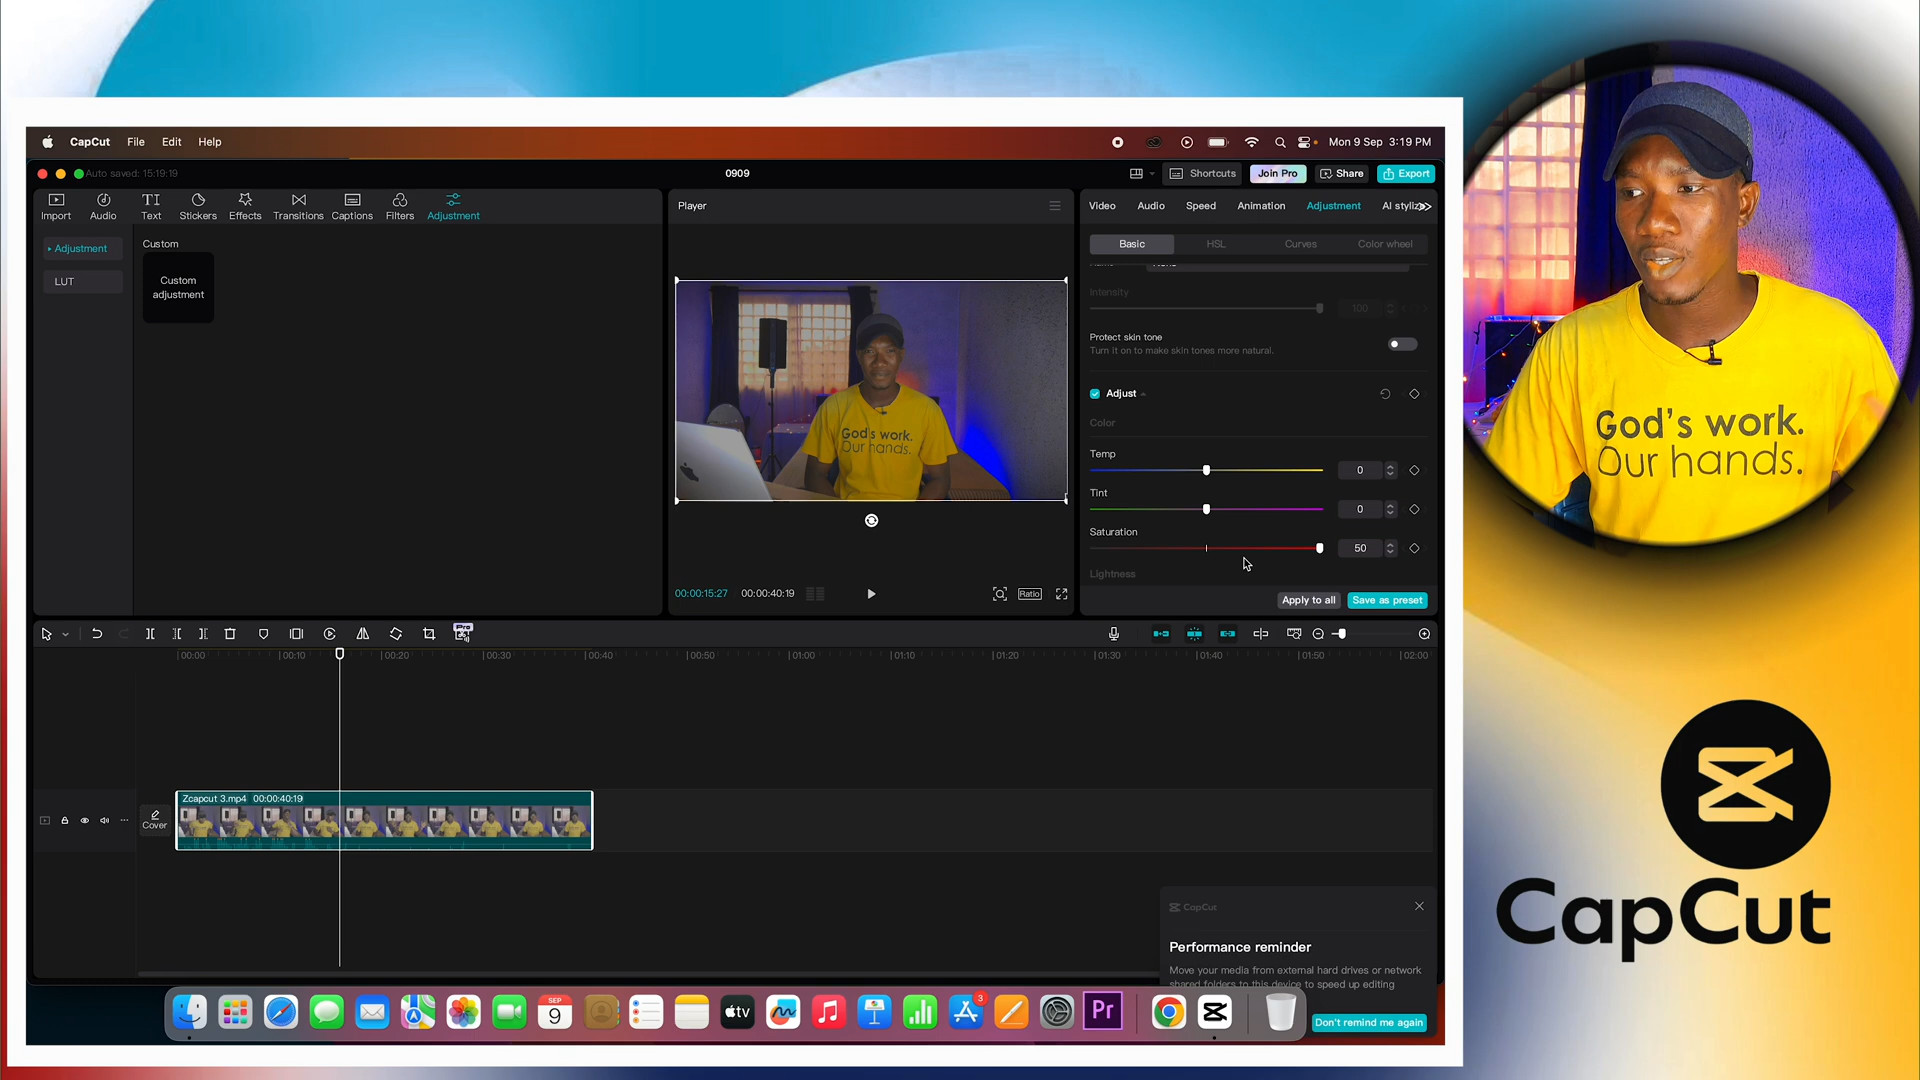 CapCut File Edit Help
Mon 9 Sep 3:19 PM
Auto saved: 15:19:19
0909
Shortcuts
Join Pro
Share
Export
Import Audio Text Stickers Effects Transitions Captions Filters Adjustment
Player
Video Audio Speed Animation Adjustment
Adjustment
LUT
Custom
Custom
adjustment
Basic HSL Curves Color wheel
Intensity
100
Protect skin tone
Turn it on to make skin tones more natural.
Adjust
Color
Temp
0
Tint
0
Saturation
50
Lightness
Apply to all
Save as preset
God's work.
Our hands.
00:00:15:27 00:00:40:19
Ratio
Pro
00:00 00:10 00:20 00:30 00:40 00:50 01:00 01:10 01:20 01:30 01:40 01:50 02:00
Zcapcut 3.mp4 00:00:40:19
Cover
CapCut
Performance reminder
Move your media from external hard drives or network
shared folders to this device to speed up editing
Don't remind me again
SEP
9
tv
3
Pr
God's work.
Our hands.
CapCut